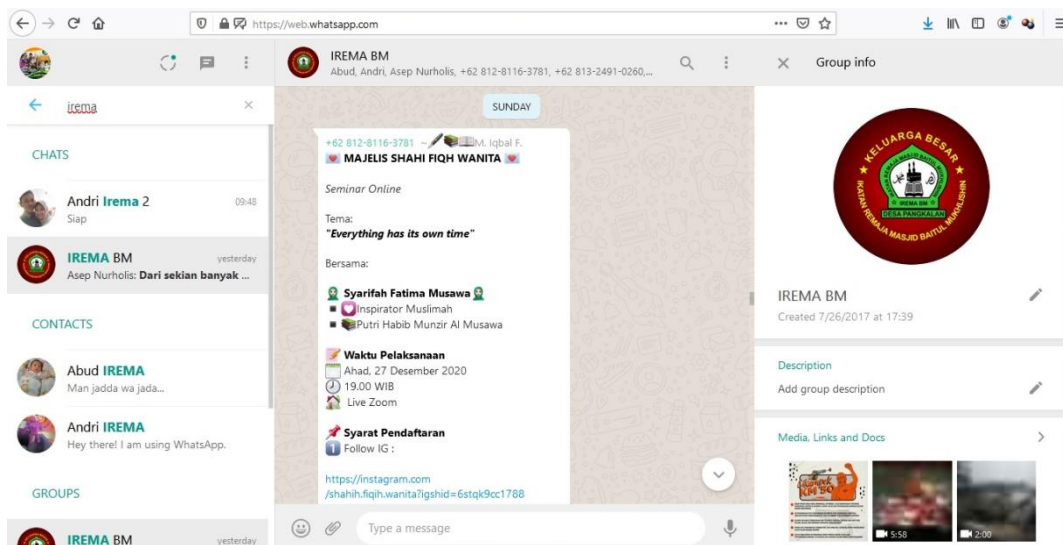 https://web.whatsapp.com
irema
CHATS
Andri Irema 2
09:48
Siap
IREMA BM
yesterday
Asep Nurholis: Dari sekian banyak ...
CONTACTS
Abud IREMA
Man jadda wa jada...
Andri IREMA
Hey there! I am using WhatsApp.
GROUPS
IREMA BM
yesterday
IREMA BM
Abud, Andri, Asep Nurholis, +62 812-8116-3781, +62 813-2491-0260,...
SUNDAY
+62 812-8116-3781 ~🖋📚📖M. Iqbal F.
💌 MAJELIS SHAHI FIQH WANITA 💌
Seminar Online
Tema:
"Everything has its own time"
Bersama:
🧕 Syarifah Fatima Musawa 🧕
▪ 💟Inspirator Muslimah
▪ 📚Putri Habib Munzir Al Musawa
📝 Waktu Pelaksanaan
🗓 Ahad, 27 Desember 2020
🕖 19.00 WIB
🏡 Live Zoom
📌 Syarat Pendaftaran
1️⃣ Follow IG :
https://instagram.com
/shahih.fiqih.wanita?igshid=6stqk9cc1788
Type a message
Group info
KELUARGA BESAR
IREMA BM
DESA PANGKALAN
IKATAN REMAJA MASJID BAITUL MUKHLISHIN
IREMA BM
Created 7/26/2017 at 17:39
Description
Add group description
Media, Links and Docs
KM 50
5:58
2:00